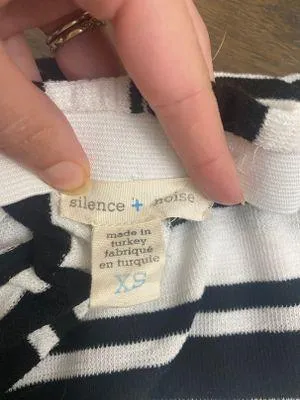 silence + noise
made in
turkey
fabriqué
en turquie
XS